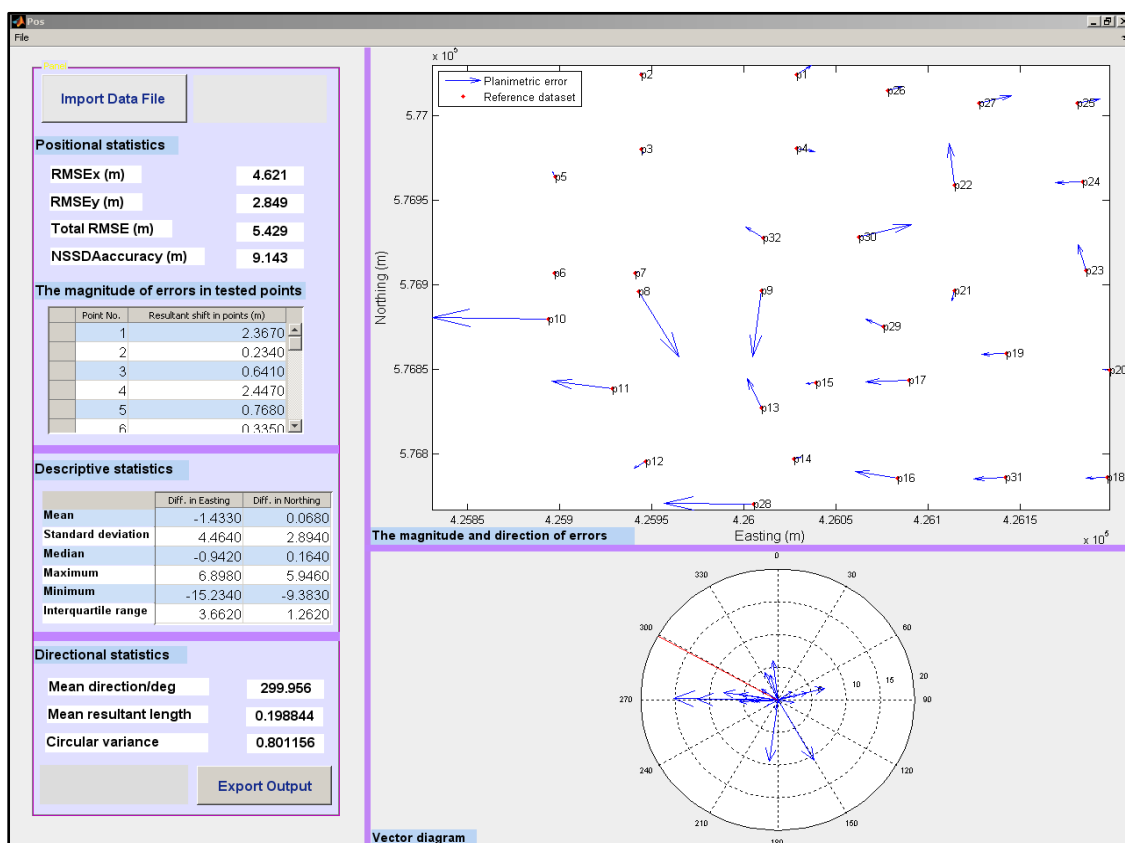 Pos
File
Import Data File
Positional statistics
RMSEx (m) 4.621
RMSEy (m) 2.849
Total RMSE (m) 5.429
NSSDAaccuracy (m) 9.143
The magnitude of errors in tested points
Point No. Resultant shift in points (m)
1 2.3670
2 0.2340
3 0.6410
4 2.4470
5 0.7680
6 0.3350
Descriptive statistics
Diff. in Easting Diff. in Northing
Mean -1.4330 0.0680
Standard deviation 4.4640 2.8940
Median -0.9420 0.1640
Maximum 6.8980 5.9460
Minimum -15.2340 -9.3830
Interquartile range 3.6620 1.2620
Directional statistics
Mean direction/deg 299.956
Mean resultant length 0.198844
Circular variance 0.801156
Export Output
x 10^5
Planimetric error
Reference dataset
p2
p1
p26
p27
p25
5.77
p3
p4
p5
p22
p24
5.7695
p32
p30
p6
p7
p23
5.769
p8
p9
p21
p10
p29
p19
5.7685
p20
p11
p15
p17
p13
5.768
p12
p14
p16
p31
p18
p28
Northing (m)
4.2585 4.259 4.2595 4.26 4.2605 4.261 4.2615
Easting (m)
x 10^5
The magnitude and direction of errors
0
330 30
300 60
270 10 15 20 90
240 120
210 150
180
Vector diagram